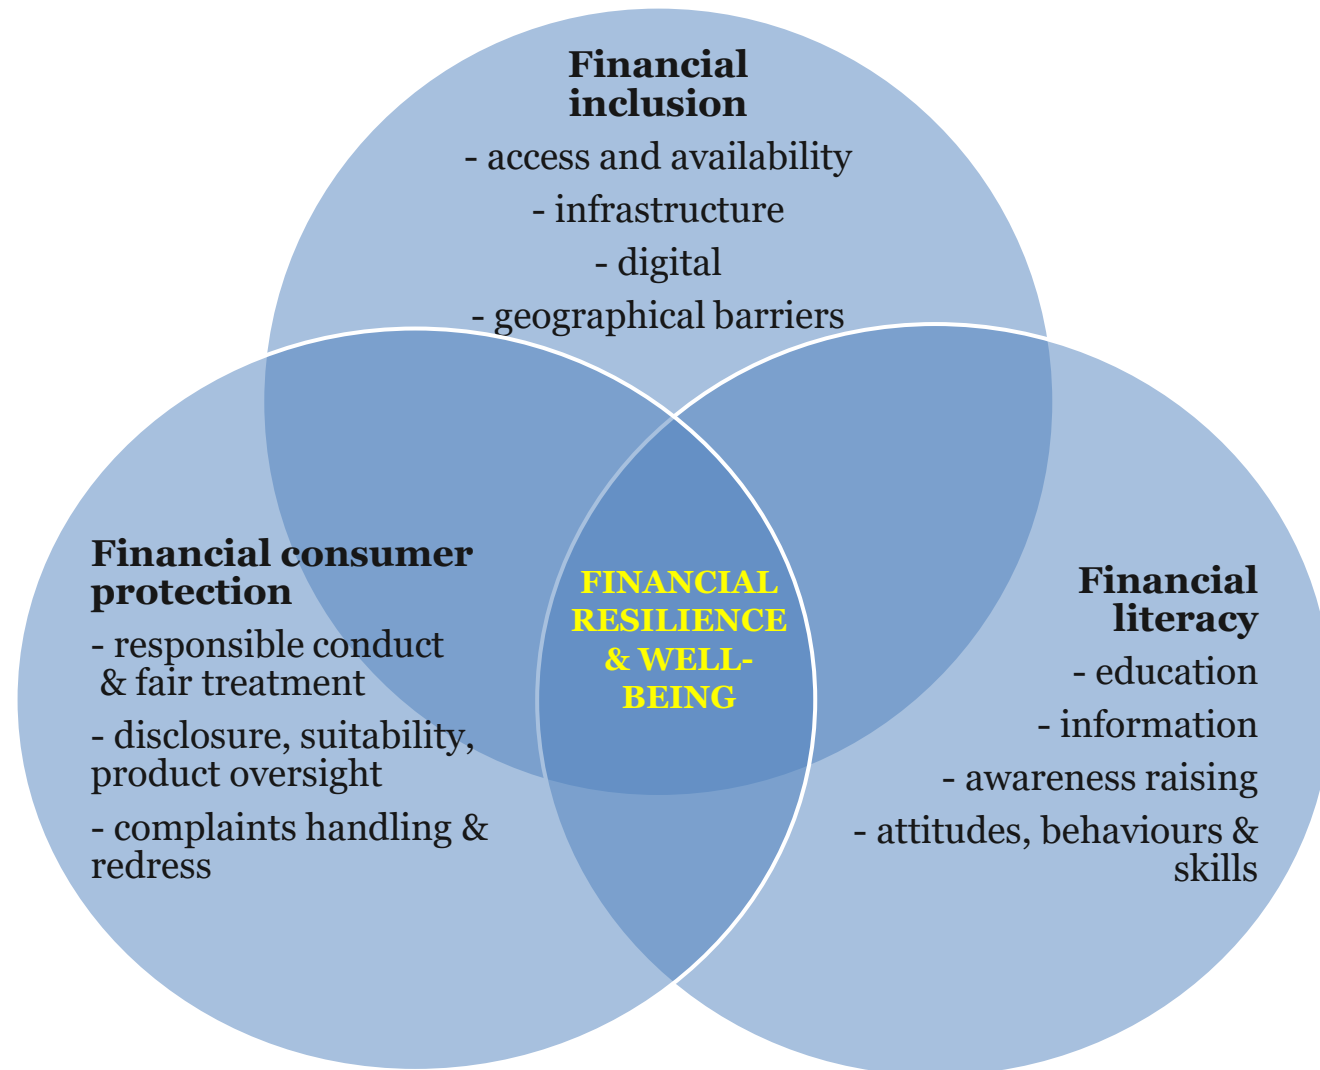 Financial
inclusion
- access and availability
- infrastructure
- digital
- geographical barriers
Financial consumer
protection
- responsible conduct
& fair treatment
- disclosure, suitability,
product oversight
- complaints handling &
redress
FINANCIAL
RESILIENCE
& WELL-
BEING
Financial
literacy
- education
- information
- awareness raising
- attitudes, behaviours &
skills